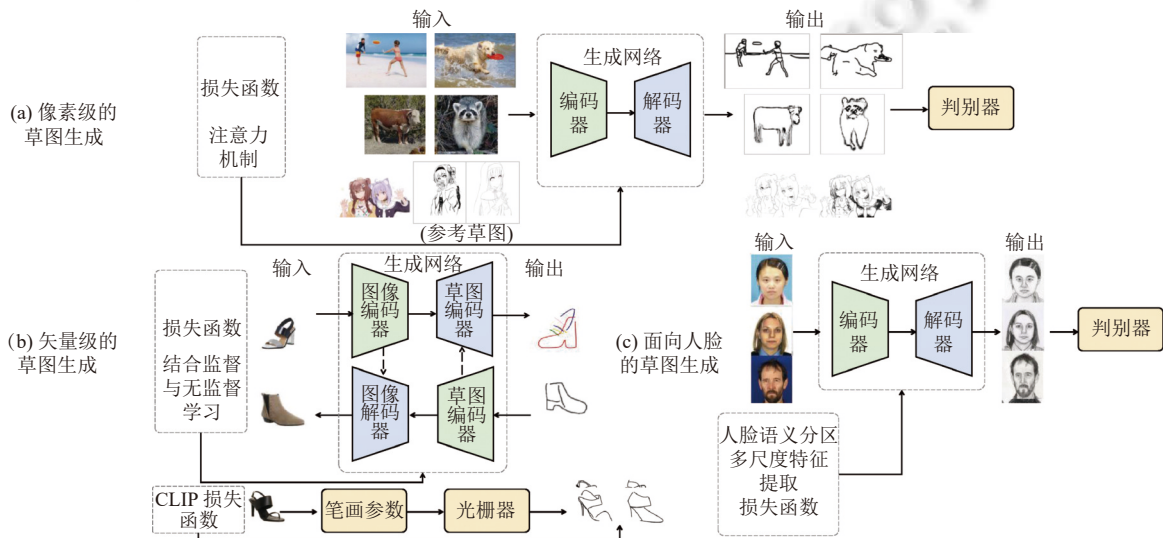 输入
输出
(a) 像素级的
草图生成
损失函数
注意力
机制
生成网络
编码
器
解码
器
判别器
(参考草图)
(b) 矢量级的
草图生成
损失函数
结合监督
与无监督
学习
输入
生成网络
输出
图像
编码
器
草图
编码
器
图像
解码
器
草图
编码
器
CLIP 损失
函数
笔画参数
光栅器
(c) 面向人脸
的草图生成
输入
生成网络
输出
编码
器
解码
器
判别器
人脸语义分区
多尺度特征
提取
损失函数